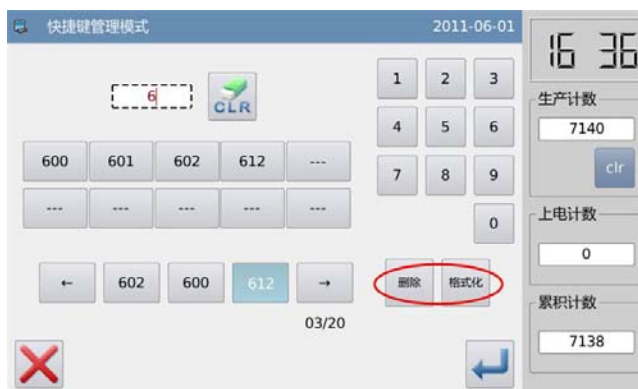 快捷键管理模式 2011-06-01
16 36
6 CLR
1 2 3
生产计数
7140
4 5 6
clr
600 601 602 612 ---
7 8 9
--- --- --- --- ---
0
上电计数
0
← 602 600 612 →
删除 格式化
03/20
累积计数
7138